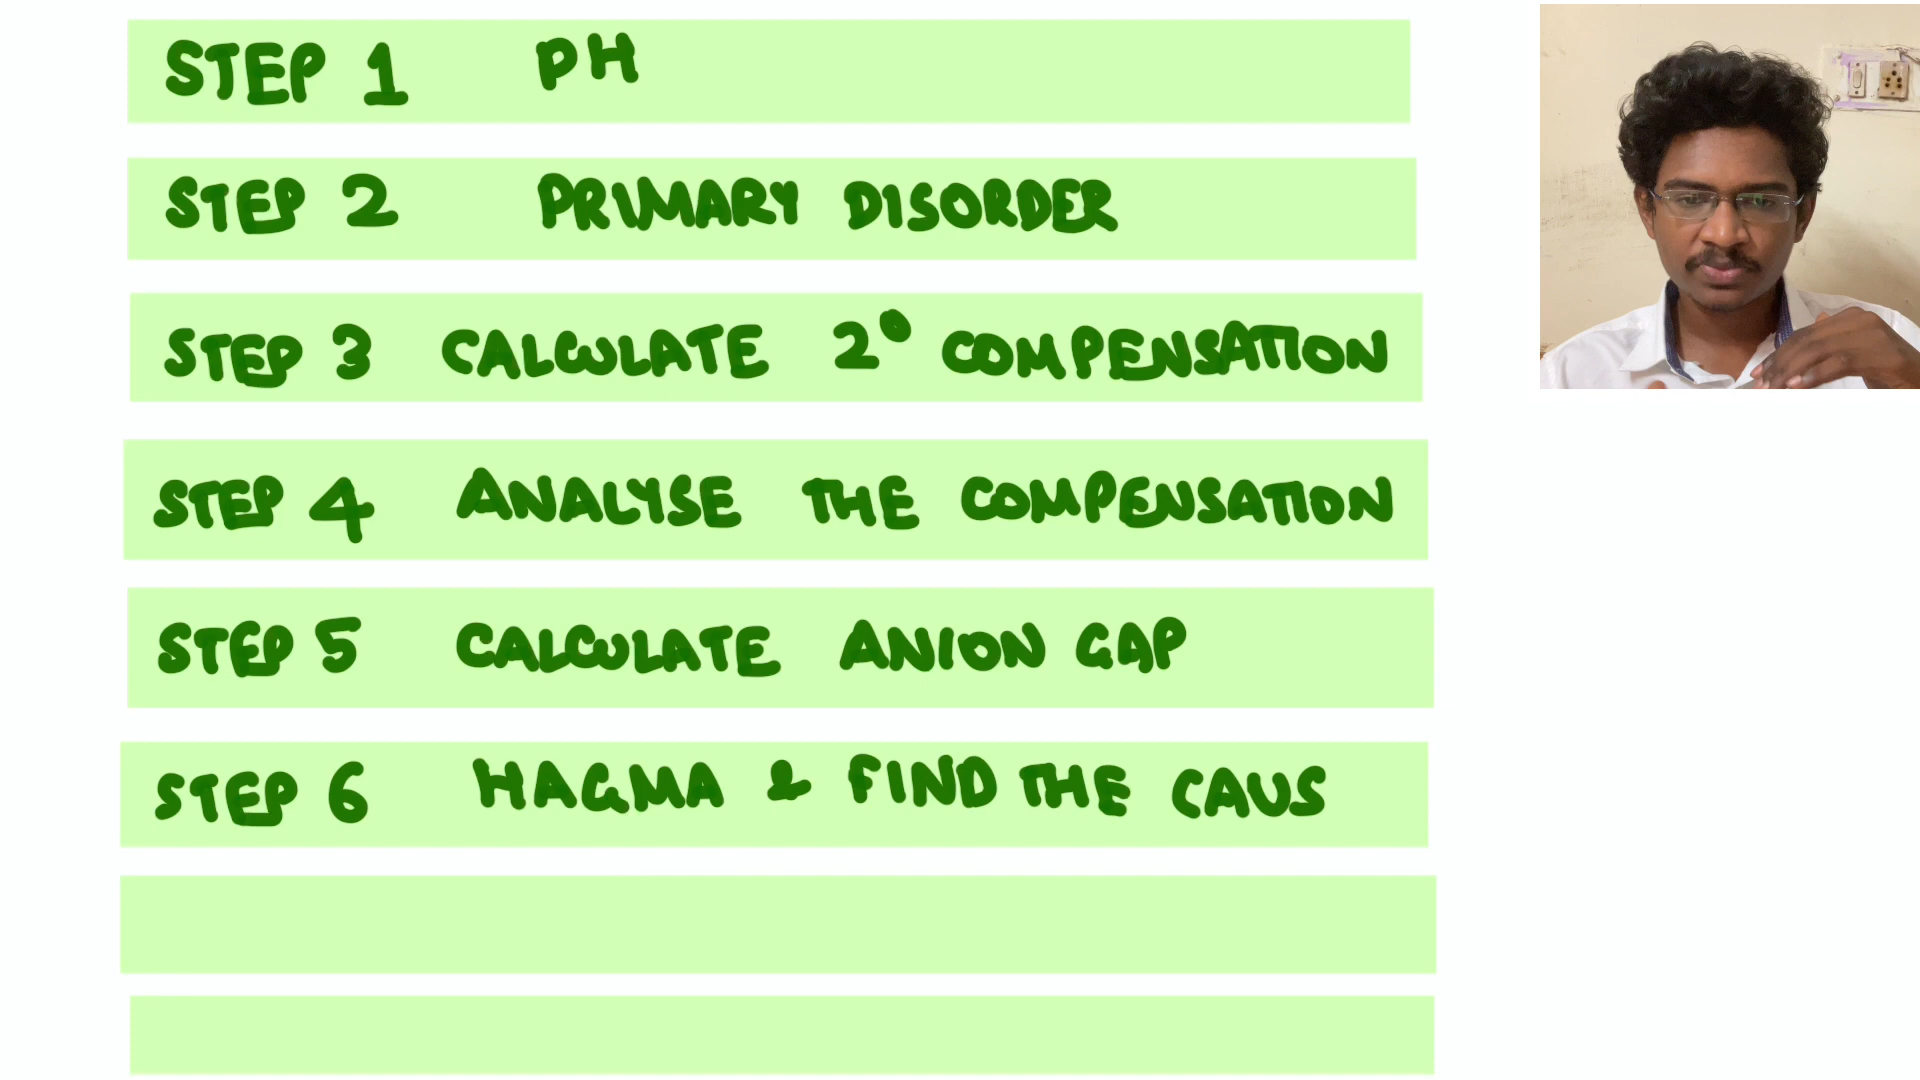 STEP 1 PH
STEP 2 PRIMARY DISORDER
STEP 3 CALCULATE 2° COMPENSATION
STEP 4 ANALYSE THE COMPENSATION
STEP 5 CALCULATE ANION GAP
STEP 6 HAGMA & FIND THE CAUS